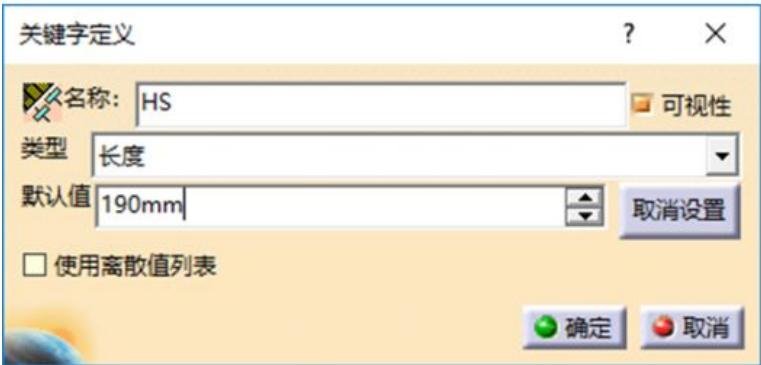 关键字定义 ?
名称: HS 可视性
类型 长度
默认值 190mm 取消设置
使用离散值列表
确定 取消